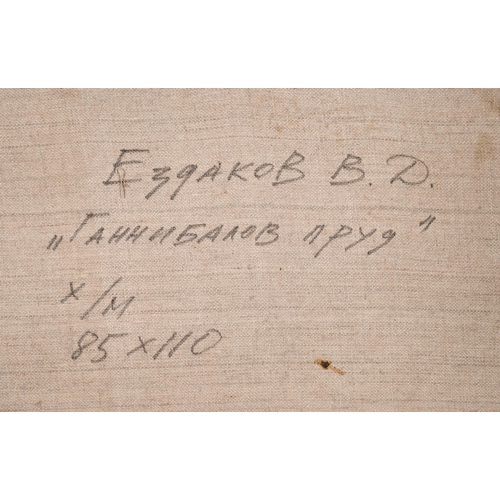 Ездаков В. Д.
„Ганнибалов пруд"
х/м
85 х 110